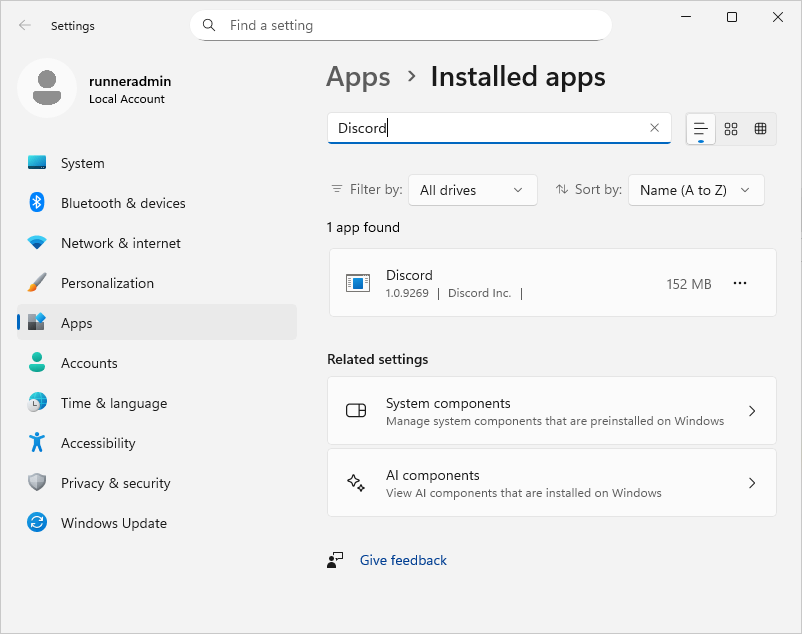 Settings
Find a setting
runneradmin
Local Account
System
Bluetooth & devices
Network & internet
Personalization
Apps
Accounts
Time & language
Accessibility
Privacy & security
Windows Update
Apps > Installed apps
Discord
Filter by: All drives Sort by: Name (A to Z)
1 app found
Discord
1.0.9269 | Discord Inc. |
152 MB
Related settings
System components
Manage system components that are preinstalled on Windows
AI components
View AI components that are installed on Windows
Give feedback